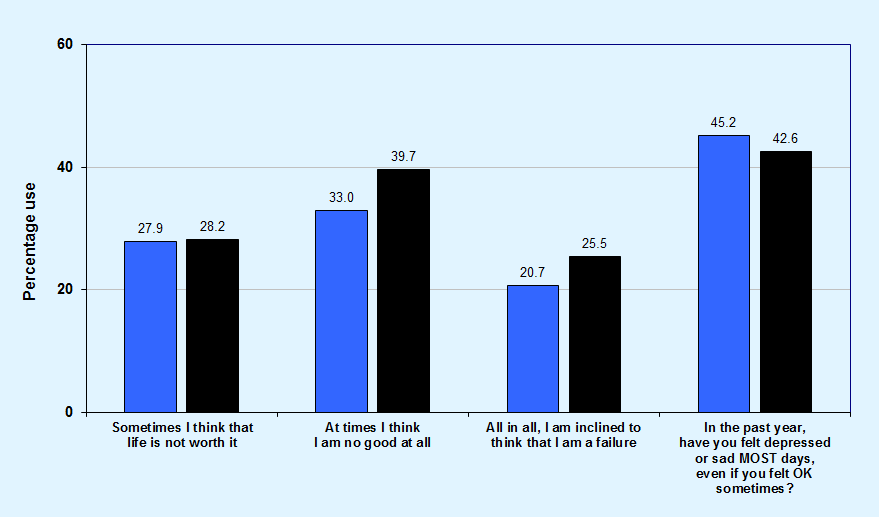 60
40
20
0
Percentage use
27.9
28.2
33.0
39.7
20.7
25.5
45.2
42.6
Sometimes I think that
life is not worth it
At times I think
I am no good at all
All in all, I am inclined to
think that I am a failure
In the past year,
have you felt depressed
or sad MOST days,
even if you felt OK
sometimes?